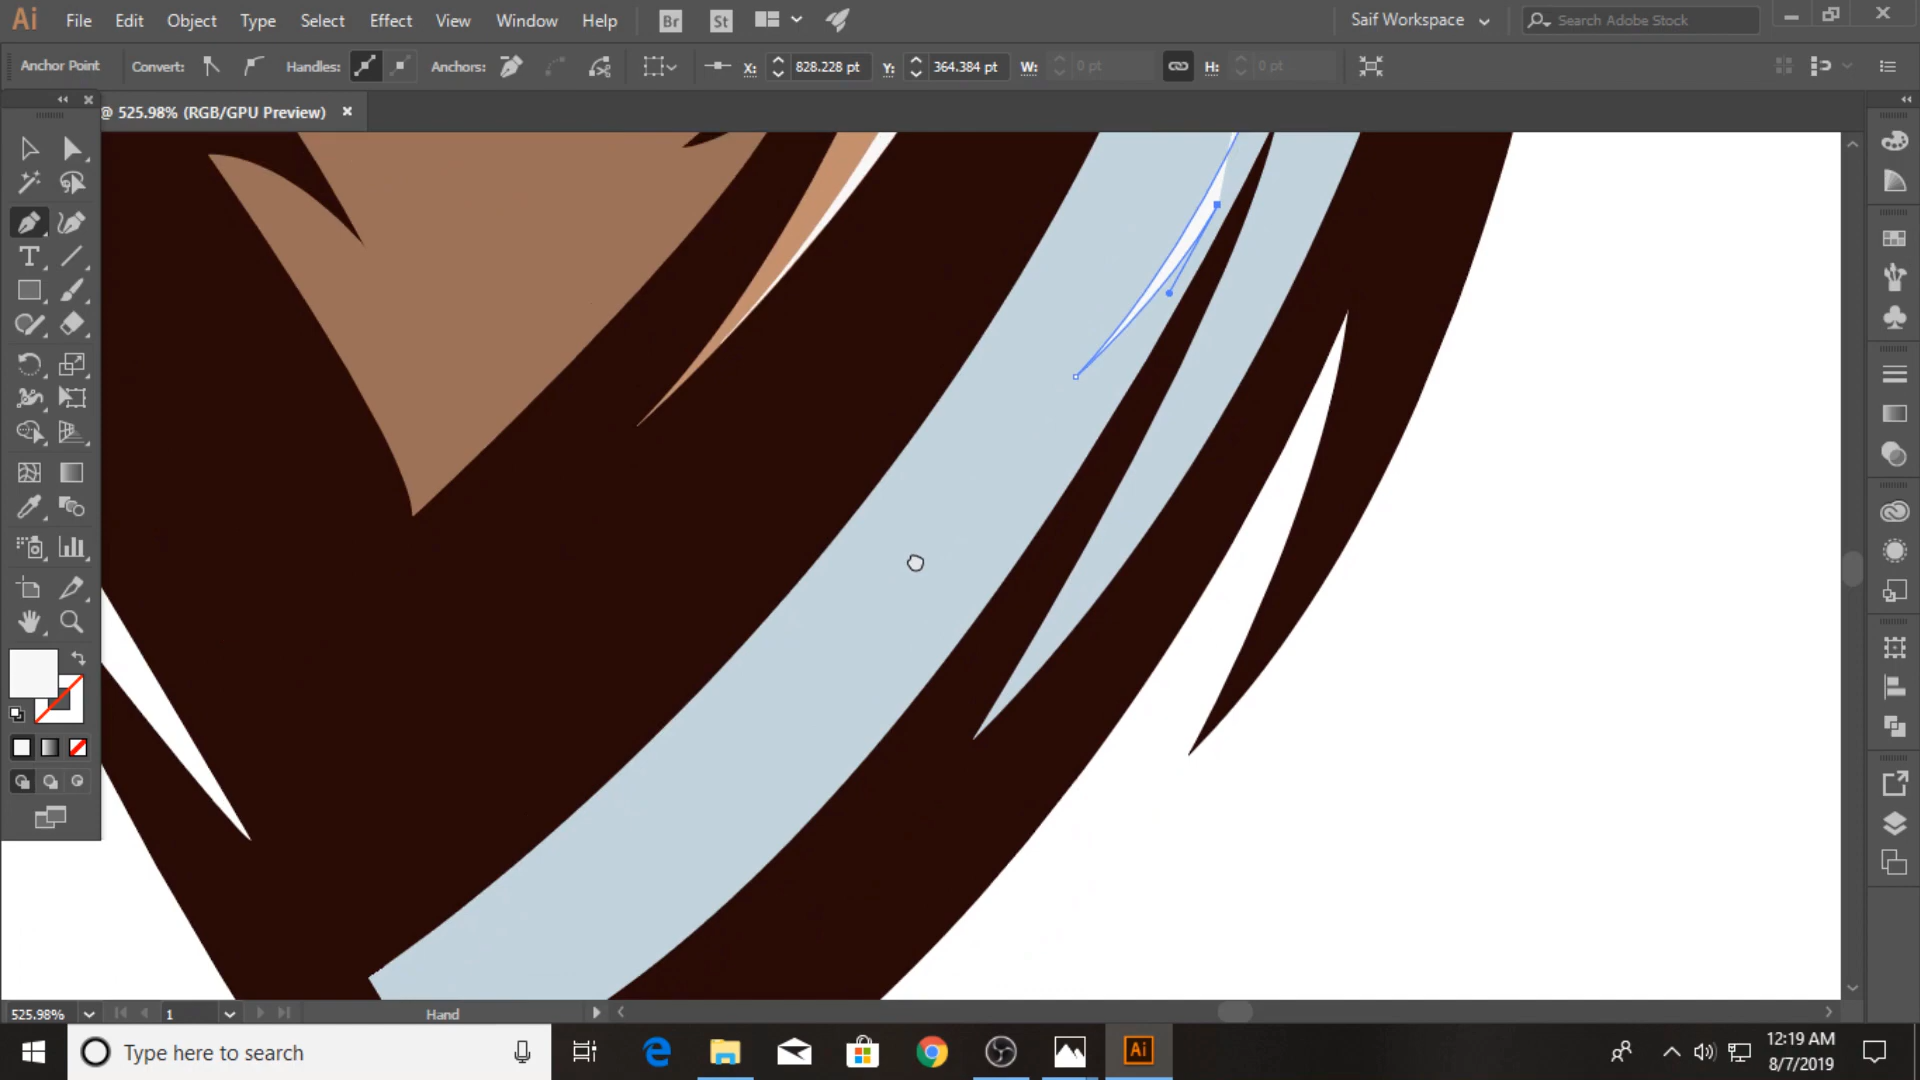 Ai File Edit Object Type Select Effect View Window Help Br St Saif Workspace Search Adobe Stock
Anchor Point Convert: Handles: Anchors: X: 828.228 pt Y: 364.384 pt W: 0 pt H: 0 pt
@ 525.98% (RGB/GPU Preview)
T
525.98% 1 Hand
Type here to search Ai 12:19 AM
8/7/2019